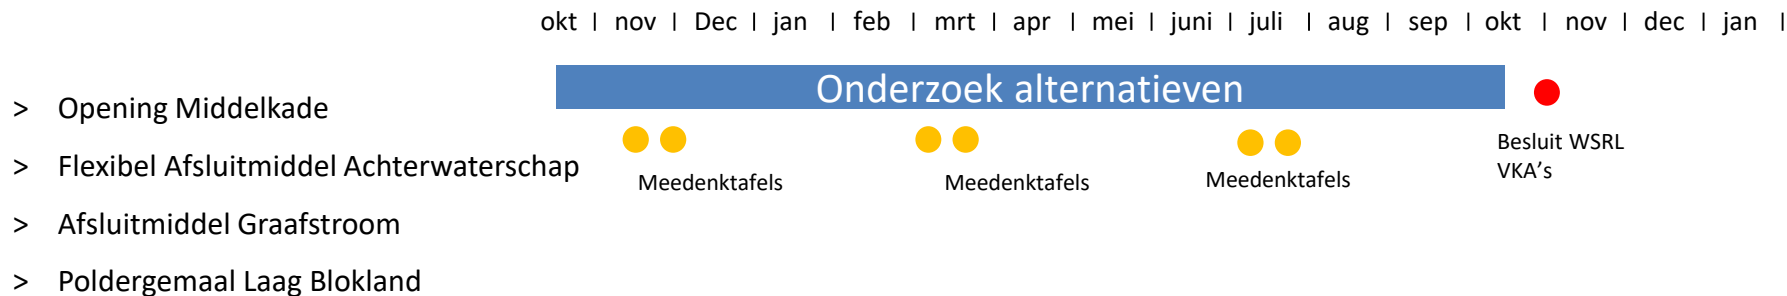 okt | nov | Dec | jan | feb | mrt | apr | mei | juni | juli | aug | sep | okt | nov | dec | jan |
Onderzoek alternatieven
> Opening Middelkade
> Flexibel Afsluitmiddel Achterwaterschap
> Afsluitmiddel Graafstroom
> Poldergemaal Laag Blokland
Meedenktafels
Meedenktafels
Meedenktafels
Besluit WSRL
VKA's